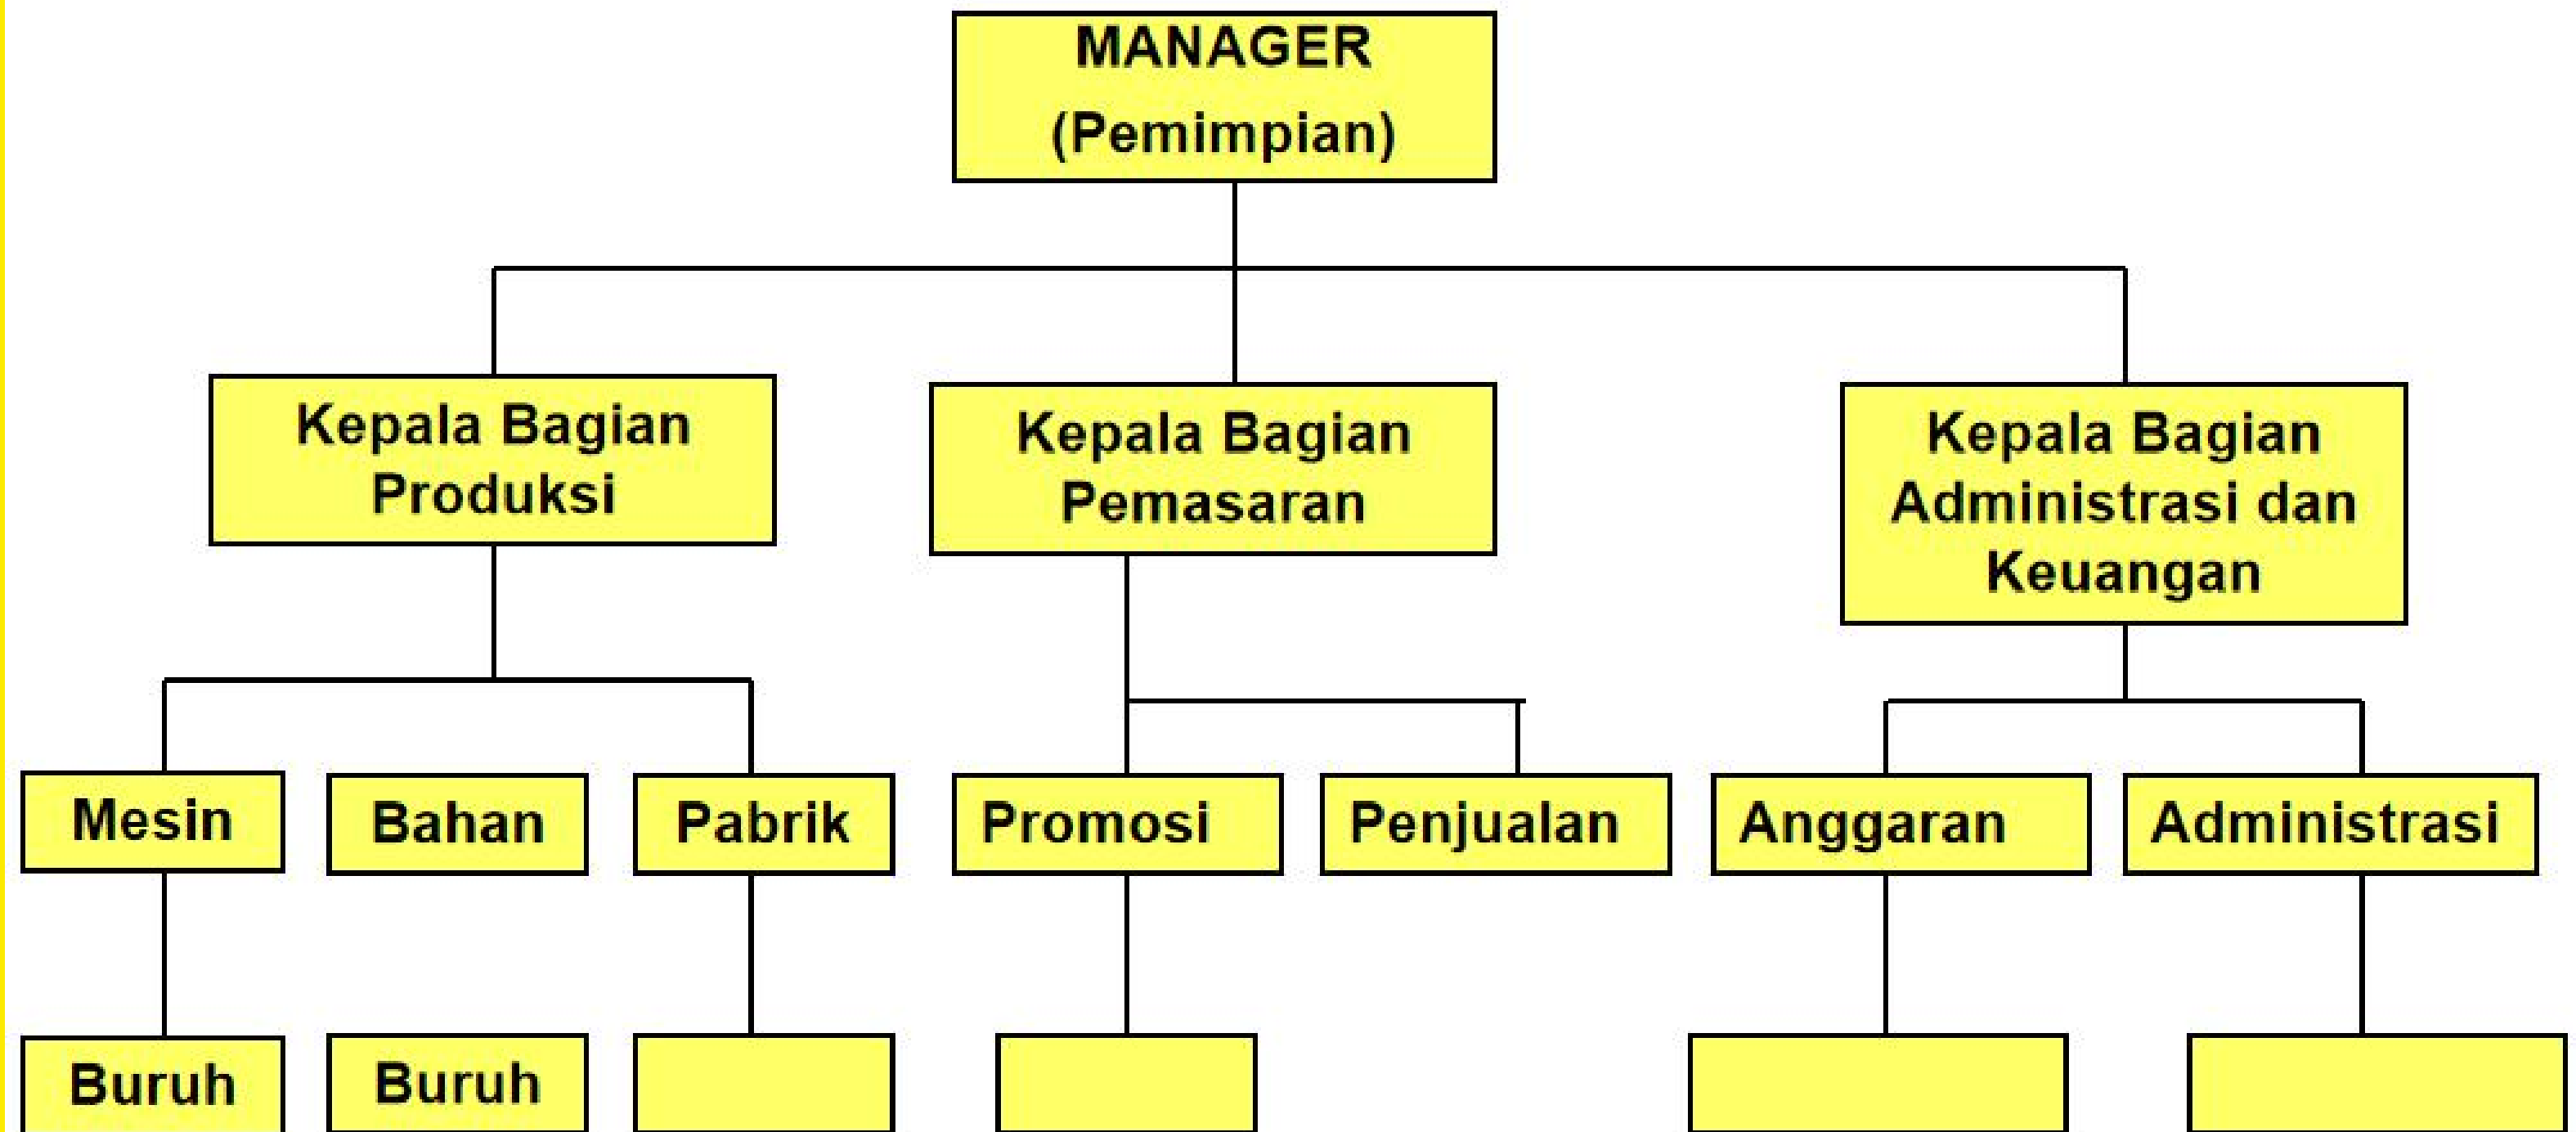 MANAGER
(Pemimpian)
Kepala Bagian
Produksi
Kepala Bagian
Pemasaran
Kepala Bagian
Administrasi dan
Keuangan
Mesin
Bahan
Pabrik
Promosi
Penjualan
Anggaran
Administrasi
Buruh
Buruh